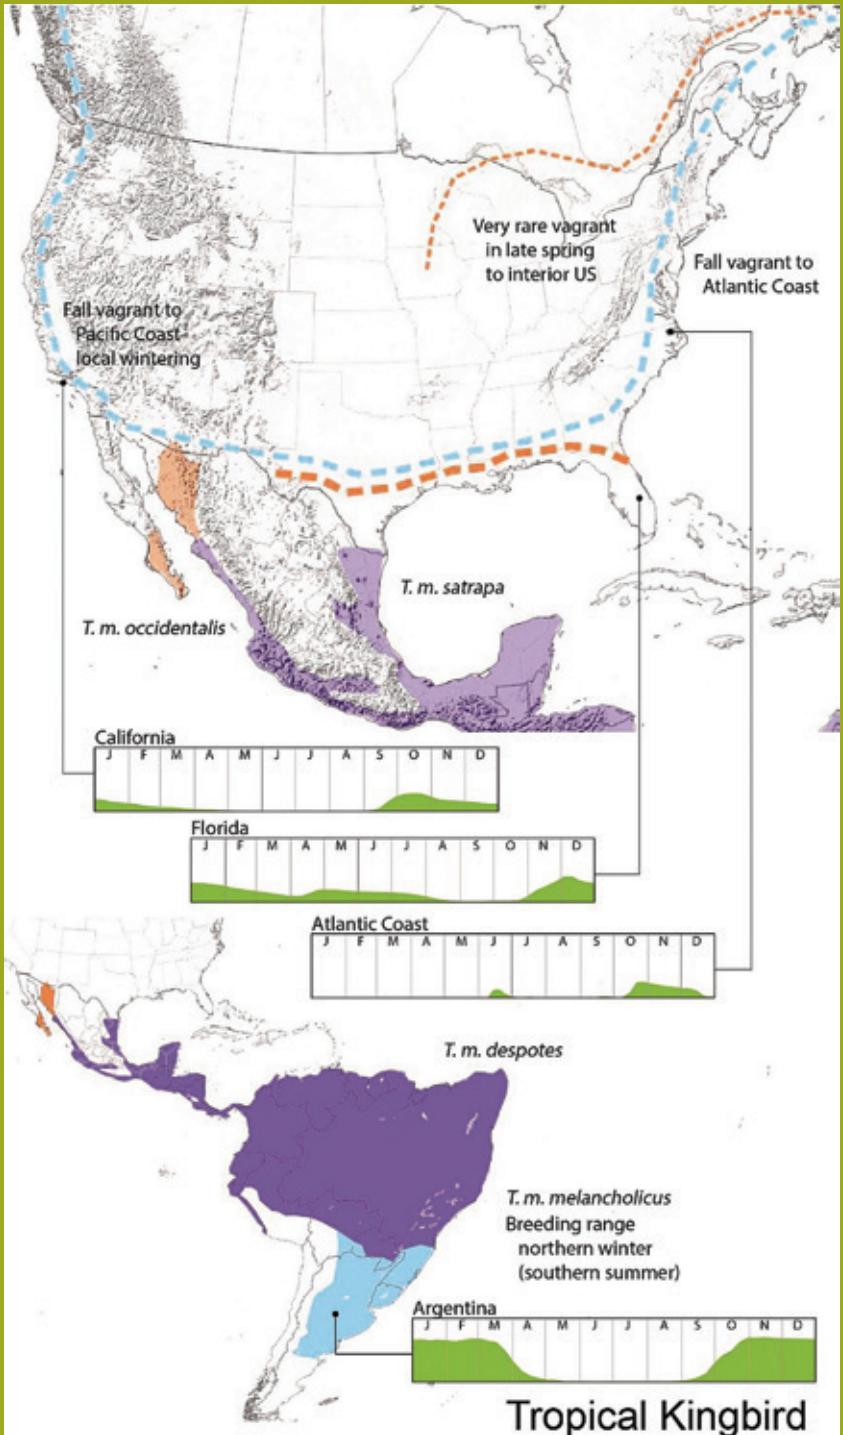 Very rare vagrant
in late spring
to interior US
Fall vagrant to
Atlantic Coast
Fall vagrant to
Pacific Coast
local wintering
T. m. satrapa
T. m. occidentalis
California
J F M A M J J A S O N D
Florida
J F M A M J J A S O N D
Atlantic Coast
J F M A M J J A S O N D
T. m. despotes
T. m. melancholicus
Breeding range
northern winter
(southern summer)
Argentina
J F M A M J J A S O N D
Tropical Kingbird